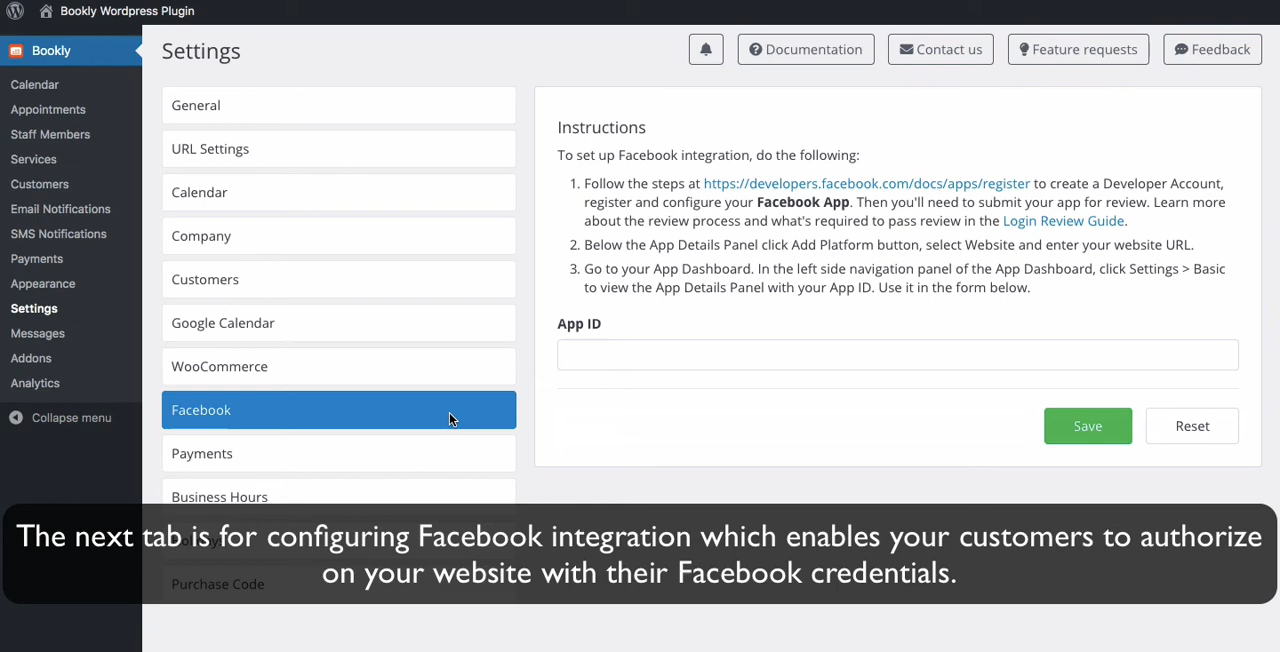 Bookly Wordpress Plugin
Bookly
Calendar
Appointments
Staff Members
Services
Customers
Email Notifications
SMS Notifications
Payments
Appearance
Settings
Messages
Addons
Analytics
Collapse menu
Settings
Documentation
Contact us
Feature requests
Feedback
General
URL Settings
Calendar
Company
Customers
Google Calendar
WooCommerce
Facebook
Payments
Business Hours
Purchase Code
Instructions
To set up Facebook integration, do the following:
1. Follow the steps at https://developers.facebook.com/docs/apps/register to create a Developer Account,
register and configure your Facebook App. Then you'll need to submit your app for review. Learn more
about the review process and what's required to pass review in the Login Review Guide.
2. Below the App Details Panel click Add Platform button, select Website and enter your website URL.
3. Go to your App Dashboard. In the left side navigation panel of the App Dashboard, click Settings > Basic
to view the App Details Panel with your App ID. Use it in the form below.
App ID
Save
Reset
The next tab is for configuring Facebook integration which enables your customers to authorize
on your website with their Facebook credentials.